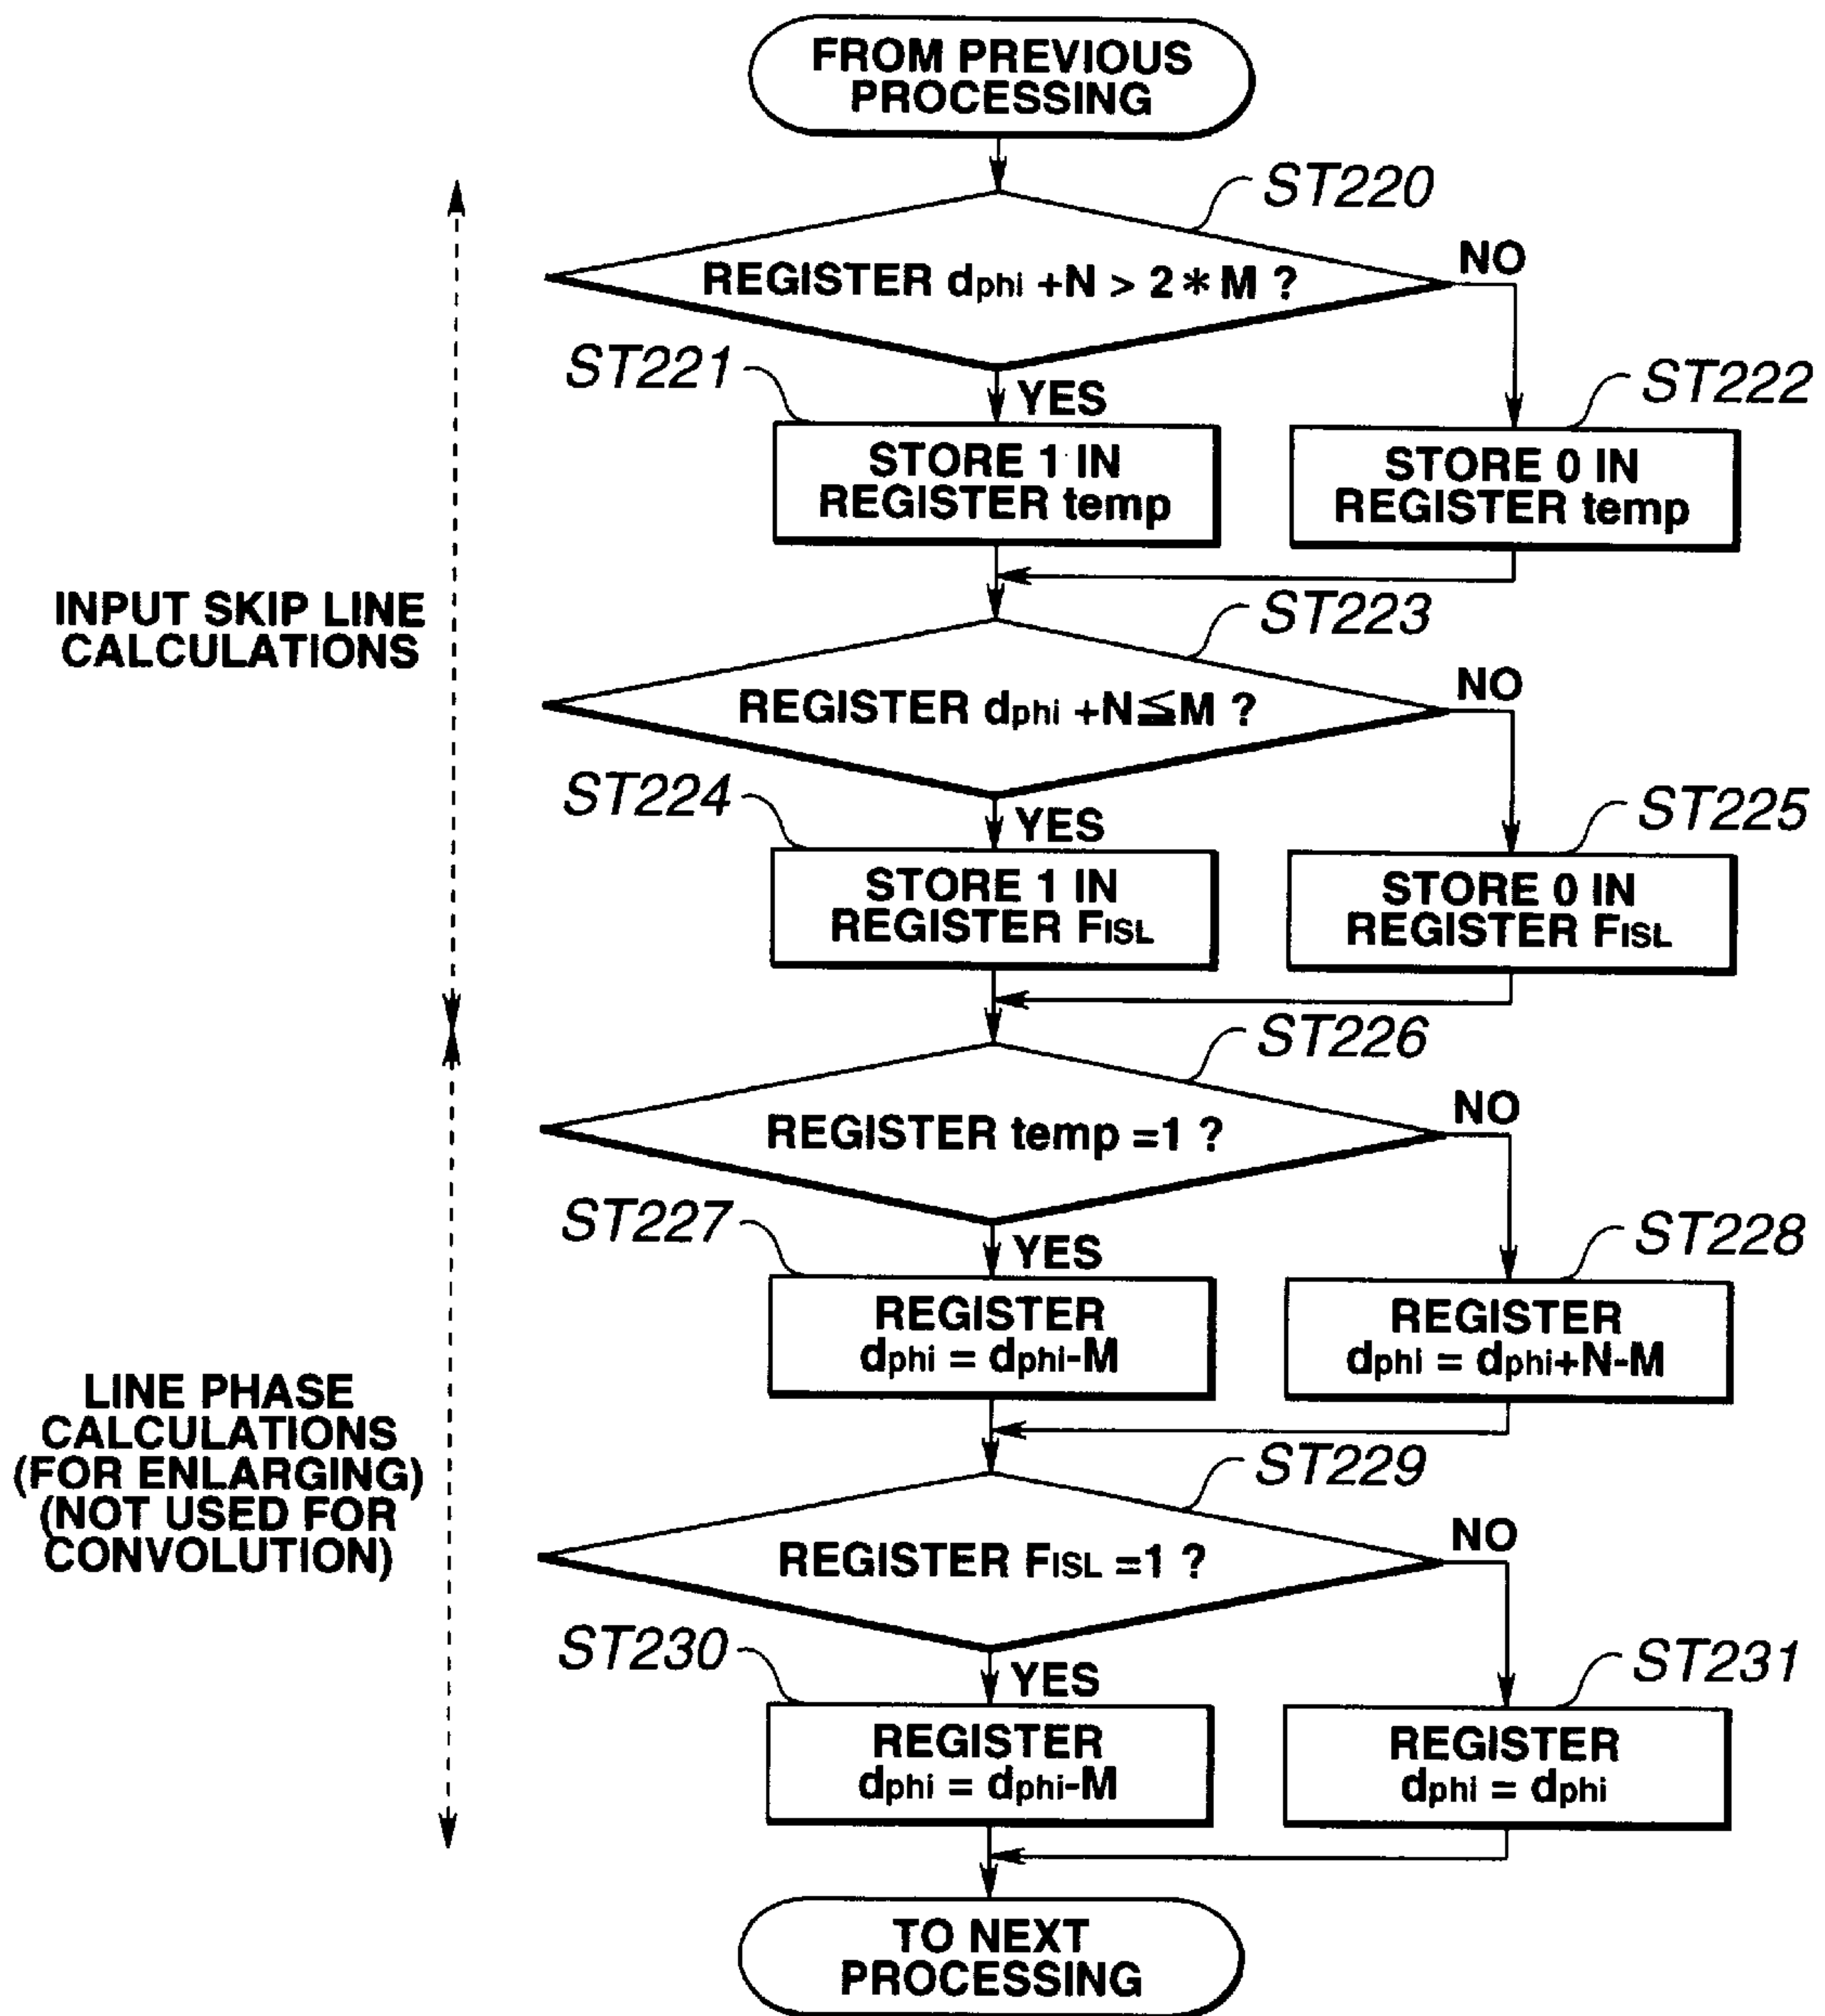 FROM PREVIOUS
PROCESSING
ST220
REGISTER dphi +N > 2 * M ?
NO
ST221
YES
ST222
STORE 1 IN
REGISTER temp
STORE 0 IN
REGISTER temp
INPUT SKIP LINE
CALCULATIONS
ST223
REGISTER dphi +N≦M ?
NO
ST224
YES
ST225
STORE 1 IN
REGISTER FISL
STORE 0 IN
REGISTER FISL
ST226
REGISTER temp =1 ?
NO
ST227
YES
ST228
REGISTER
dphi = dphi-M
REGISTER
dphi = dphi+N-M
LINE PHASE
CALCULATIONS
(FOR ENLARGING)
(NOT USED FOR
CONVOLUTION)
ST229
REGISTER FISL =1 ?
NO
ST230
YES
ST231
REGISTER
dphi = dphi-M
REGISTER
dphi = dphi
TO NEXT
PROCESSING